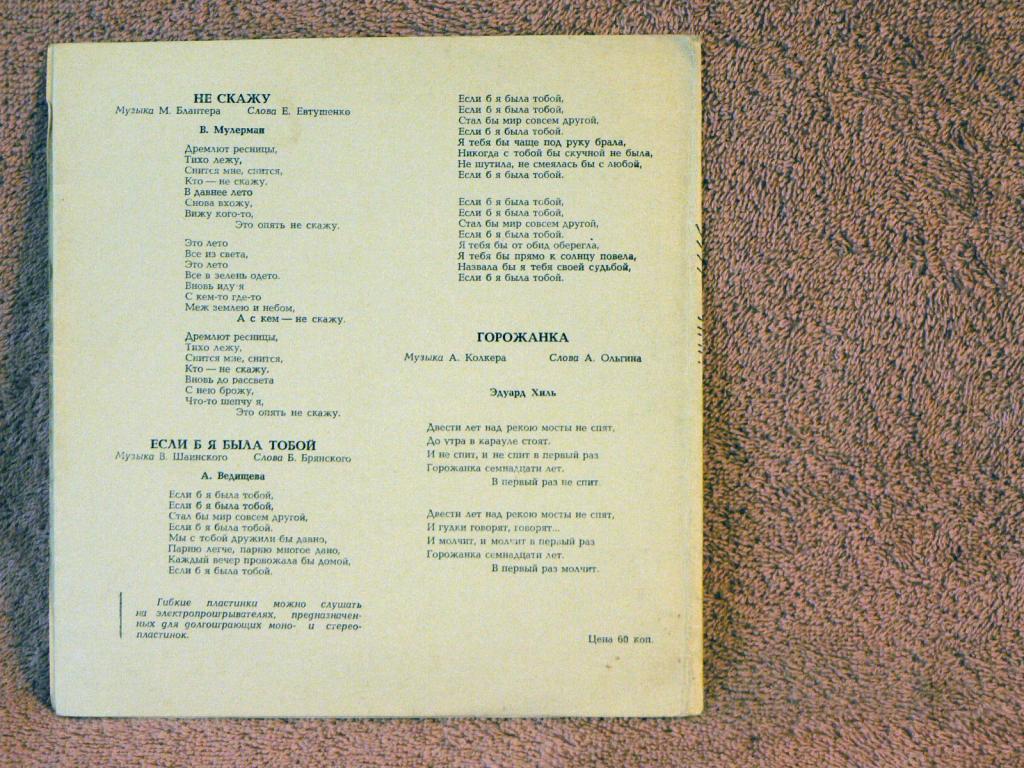 НЕ СКАЖУ
Музыка М. Блантера Слова Е. Евтушенко
В. Мулерман
Дремлют ресницы,
Тихо лежу,
Снится мне, снится,
Кто — не скажу.
В давнее лето
Снова вхожу,
Вижу кого-то,
Это опять не скажу.
Это лето
Все из света,
Это лето
Все в зелень одето.
Вновь иду я
С кем-то где-то
Меж землею и небом,
А с кем — не скажу.
Дремлют ресницы,
Тихо лежу,
Снится мне, снится,
Кто — не скажу.
Вновь до рассвета
С нею брожу,
Что-то шепчу я,
Это опять не скажу.
ЕСЛИ Б Я БЫЛА ТОБОЙ
Музыка В. Шаинского Слова Б. Брянского
А. Ведищева
Если б я была тобой,
Если б я была тобой,
Стал бы мир совсем другой,
Если б я была тобой.
Мы с тобой дружили бы давно,
Парню легче, парню многое дано,
Каждый вечер провожала бы домой,
Если б я была тобой.
Гибкие пластинки можно слушать
на электропроигрывателях, предназначен-
ных для долгоиграющих моно- и стерео-
пластинок.
Если б я была тобой,
Если б я была тобой,
Стал бы мир совсем другой,
Если б я была тобой.
Я тебя бы чаще под руку брала,
Никогда с тобой бы скучной не была,
Не шутила, не смеялась бы с любой,
Если б я была тобой.
Если б я была тобой,
Если б я была тобой,
Стал бы мир совсем другой,
Если б я была тобой.
Я тебя бы от обид оберегла,
Я тебя бы прямо к солнцу повела,
Назвала бы я тебя своей судьбой,
Если б я была тобой.
ГОРОЖАНКА
Музыка А. Колкера Слова А. Ольгина
Эдуард Хиль
Двести лет над рекою мосты не спят,
До утра в карауле стоят.
И не спит, и не спит в первый раз
Горожанка семнадцати лет.
В первый раз не спит.
Двести лет над рекою мосты не спят,
И гудки говорят, говорят...
И молчит, и молчит в первый раз
Горожанка семнадцати лет.
В первый раз молчит.
Цена 60 коп.